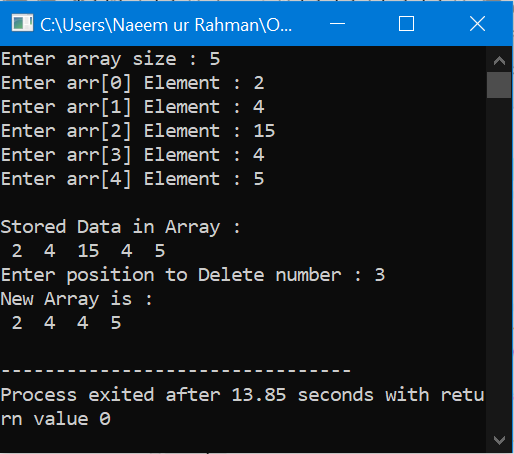 C:\Users\Naeem ur Rahman\O...
Enter array size : 5
Enter arr[0] Element : 2
Enter arr[1] Element : 4
Enter arr[2] Element : 15
Enter arr[3] Element : 4
Enter arr[4] Element : 5
Stored Data in Array :
2  4  15  4  5
Enter position to Delete number : 3
New Array is :
2  4  4  5
--------------------------------
Process exited after 13.85 seconds with retu
rn value 0